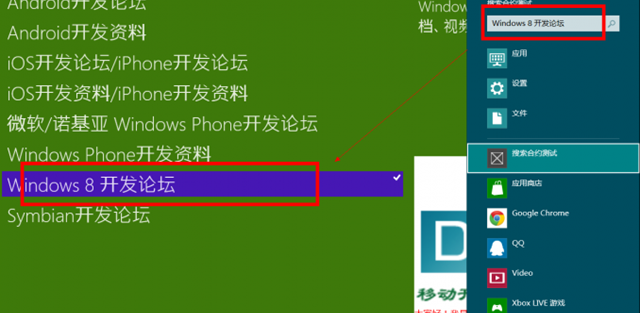 Android开发论坛
Android开发资料
iOS开发论坛/iPhone开发论坛
iOS开发资料/iPhone开发资料
微软/诺基亚 Windows Phone开发论坛
Windows Phone开发资料
Windows 8 开发论坛
Symbian开发论坛
Window
档、视频
D
移动开
搜索合约测试
Windows 8 开发论坛
应用
设置
文件
搜索合约测试
应用商店
Google Chrome
QQ
Video
Xbox LIVE 游戏